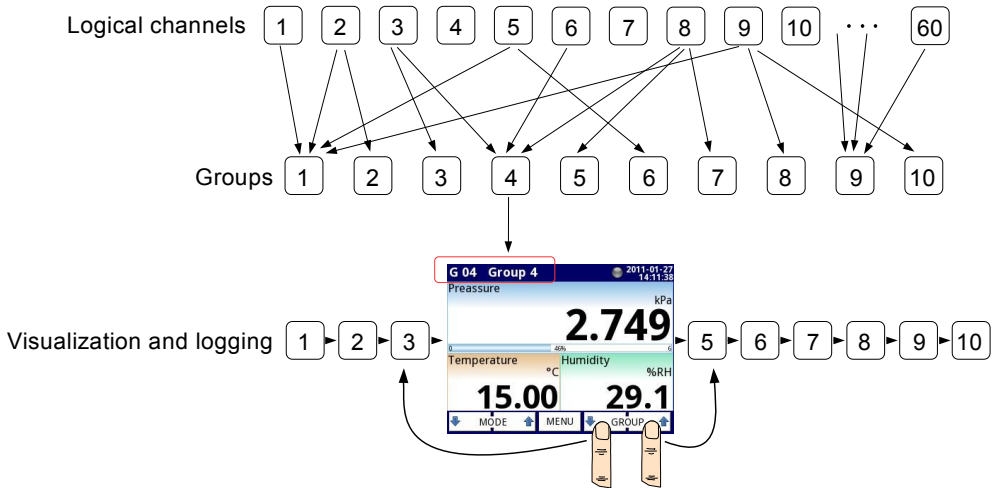 Logical channels 1 2 3 4 5 6 7 8 9 10 ... 60
Groups 1 2 3 4 5 6 7 8 9 10
G 04 Group 4 2011-01-27
14:11:38
Preassure
kPa
2.749
0 46% 6
Visualization and logging 1 2 3 5 6 7 8 9 10
Temperature Humidity
°C %RH
15.00 29.1
MODE MENU GROUP